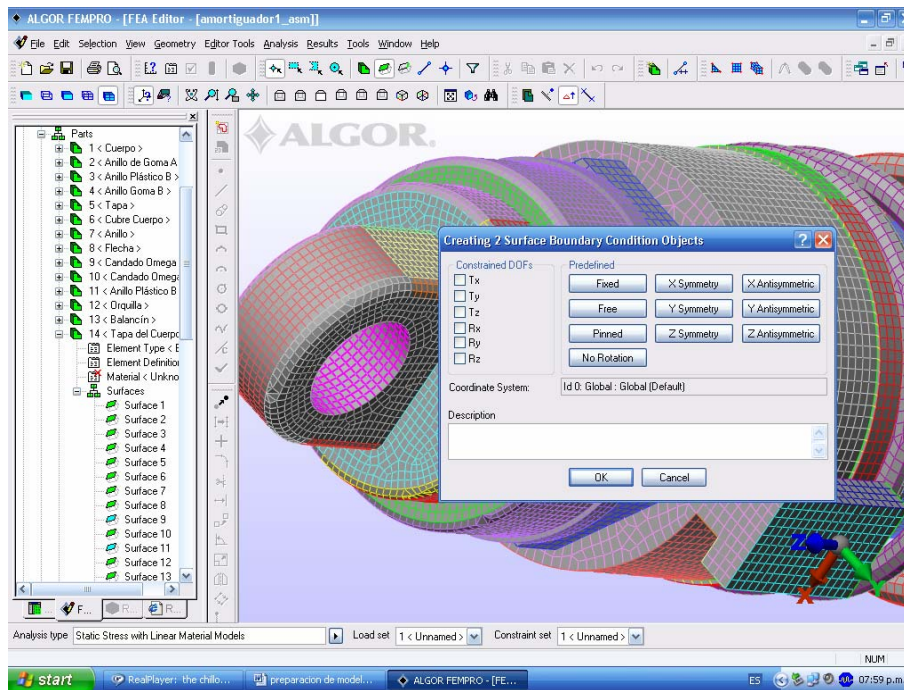 ALGOR FEMPRO - [FEA Editor - [amortiguador1_asm]]
File Edit Selection View Geometry Editor Tools Analysis Results Tools Window Help
ALGOR.
Parts
1 < Cuerpo >
2 < Anillo de Goma A
3 < Anillo Plástico B >
4 < Anillo Goma B >
5 < Tapa >
6 < Cubre Cuerpo >
7 < Anillo >
8 < Flecha >
9 < Candado Omega
10 < Candado Omega
11 < Anillo Plástico B
12 < Orquilla >
13 < Balancín >
14 < Tapa del Cuerpo
Element Type < E
Element Definition
Material < Unkno
Surfaces
Surface 1
Surface 2
Surface 3
Surface 4
Surface 5
Surface 6
Surface 7
Surface 8
Surface 9
Surface 10
Surface 11
Surface 12
Surface 13
F...
R...
R...
Creating 2 Surface Boundary Condition Objects
Constrained DOFs
Tx
Ty
Tz
Rx
Ry
Rz
Predefined
Fixed X Symmetry X Antisymmetric
Free Y Symmetry Y Antisymmetric
Pinned Z Symmetry Z Antisymmetric
No Rotation
Coordinate System: Id 0: Global : Global (Default)
Description
OK Cancel
Z
X
Y
Analysis type Static Stress with Linear Material Models Load set 1 < Unnamed > Constraint set 1 < Unnamed >
NUM
start RealPlayer: the chillo... preparacion de model... ALGOR FEMPRO - [FE... ES 07:59 p.m.